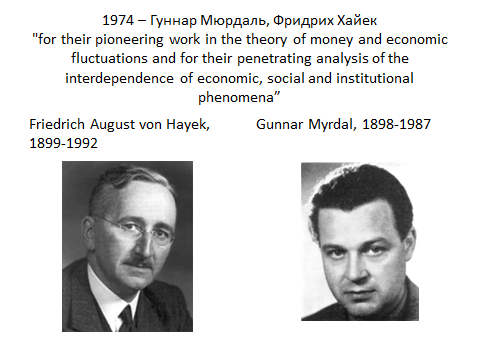 1974 – Гуннар Мюрдаль, Фридрих Хайек
"for their pioneering work in the theory of money and economic
fluctuations and for their penetrating analysis of the
interdependence of economic, social and institutional
phenomena”
Friedrich August von Hayek,
1899-1992
Gunnar Myrdal, 1898-1987